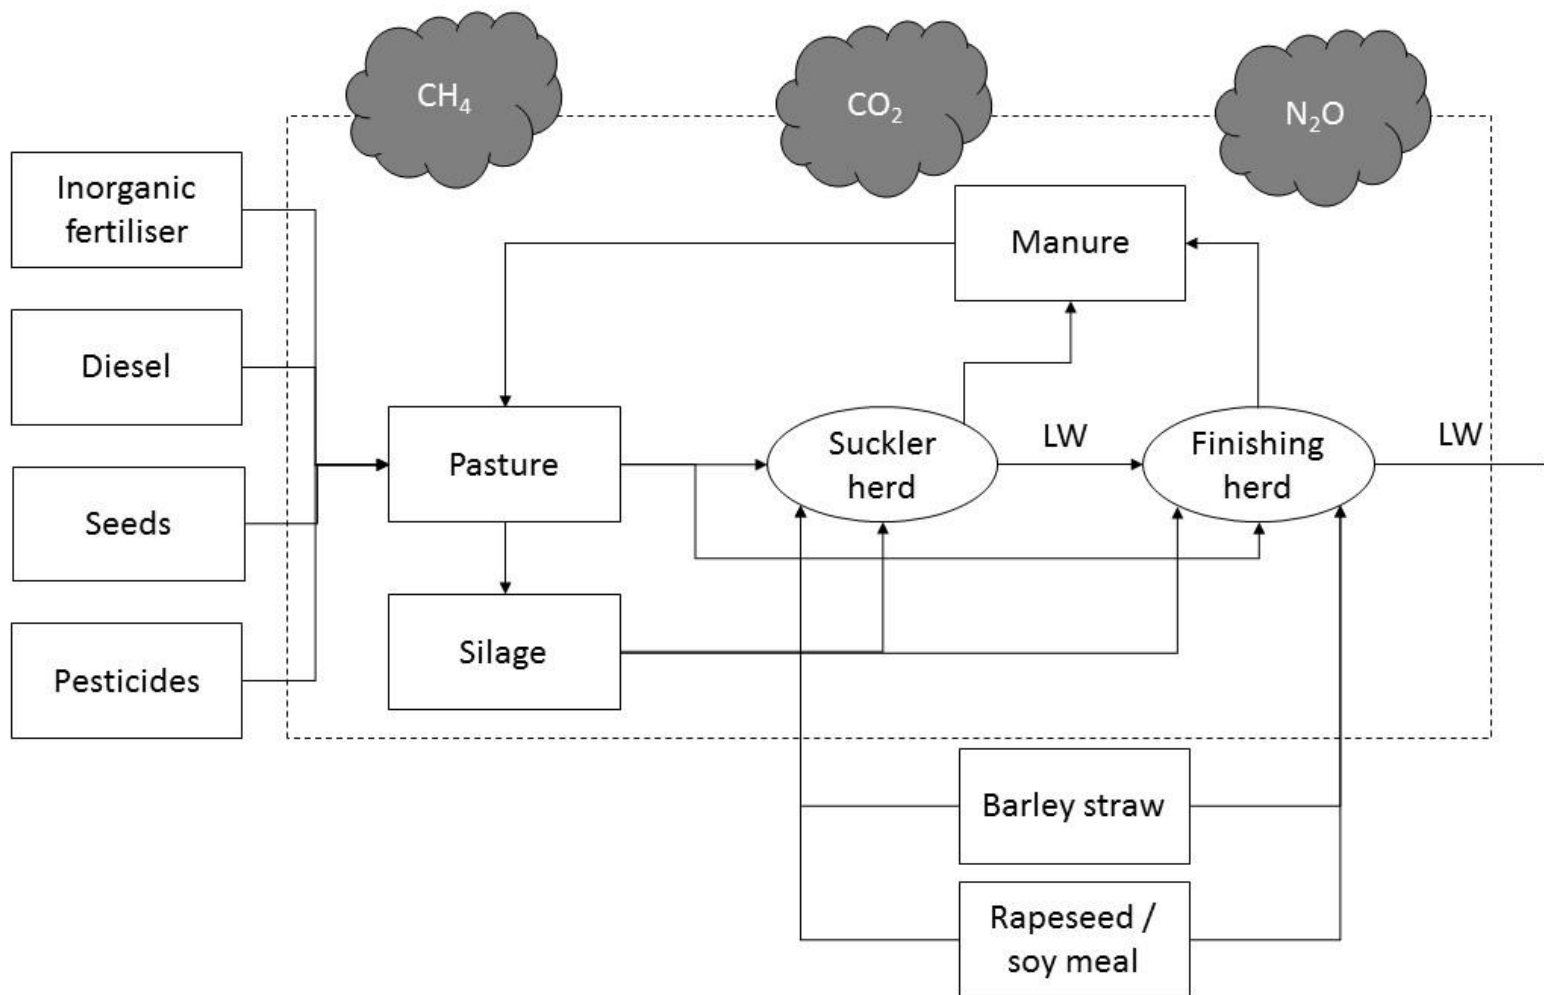 CH₄
CO₂
N₂O
Inorganic
fertiliser
Manure
Diesel
Pasture
Suckler
herd
LW
Finishing
herd
LW
Seeds
Silage
Pesticides
Barley straw
Rapeseed /
soy meal